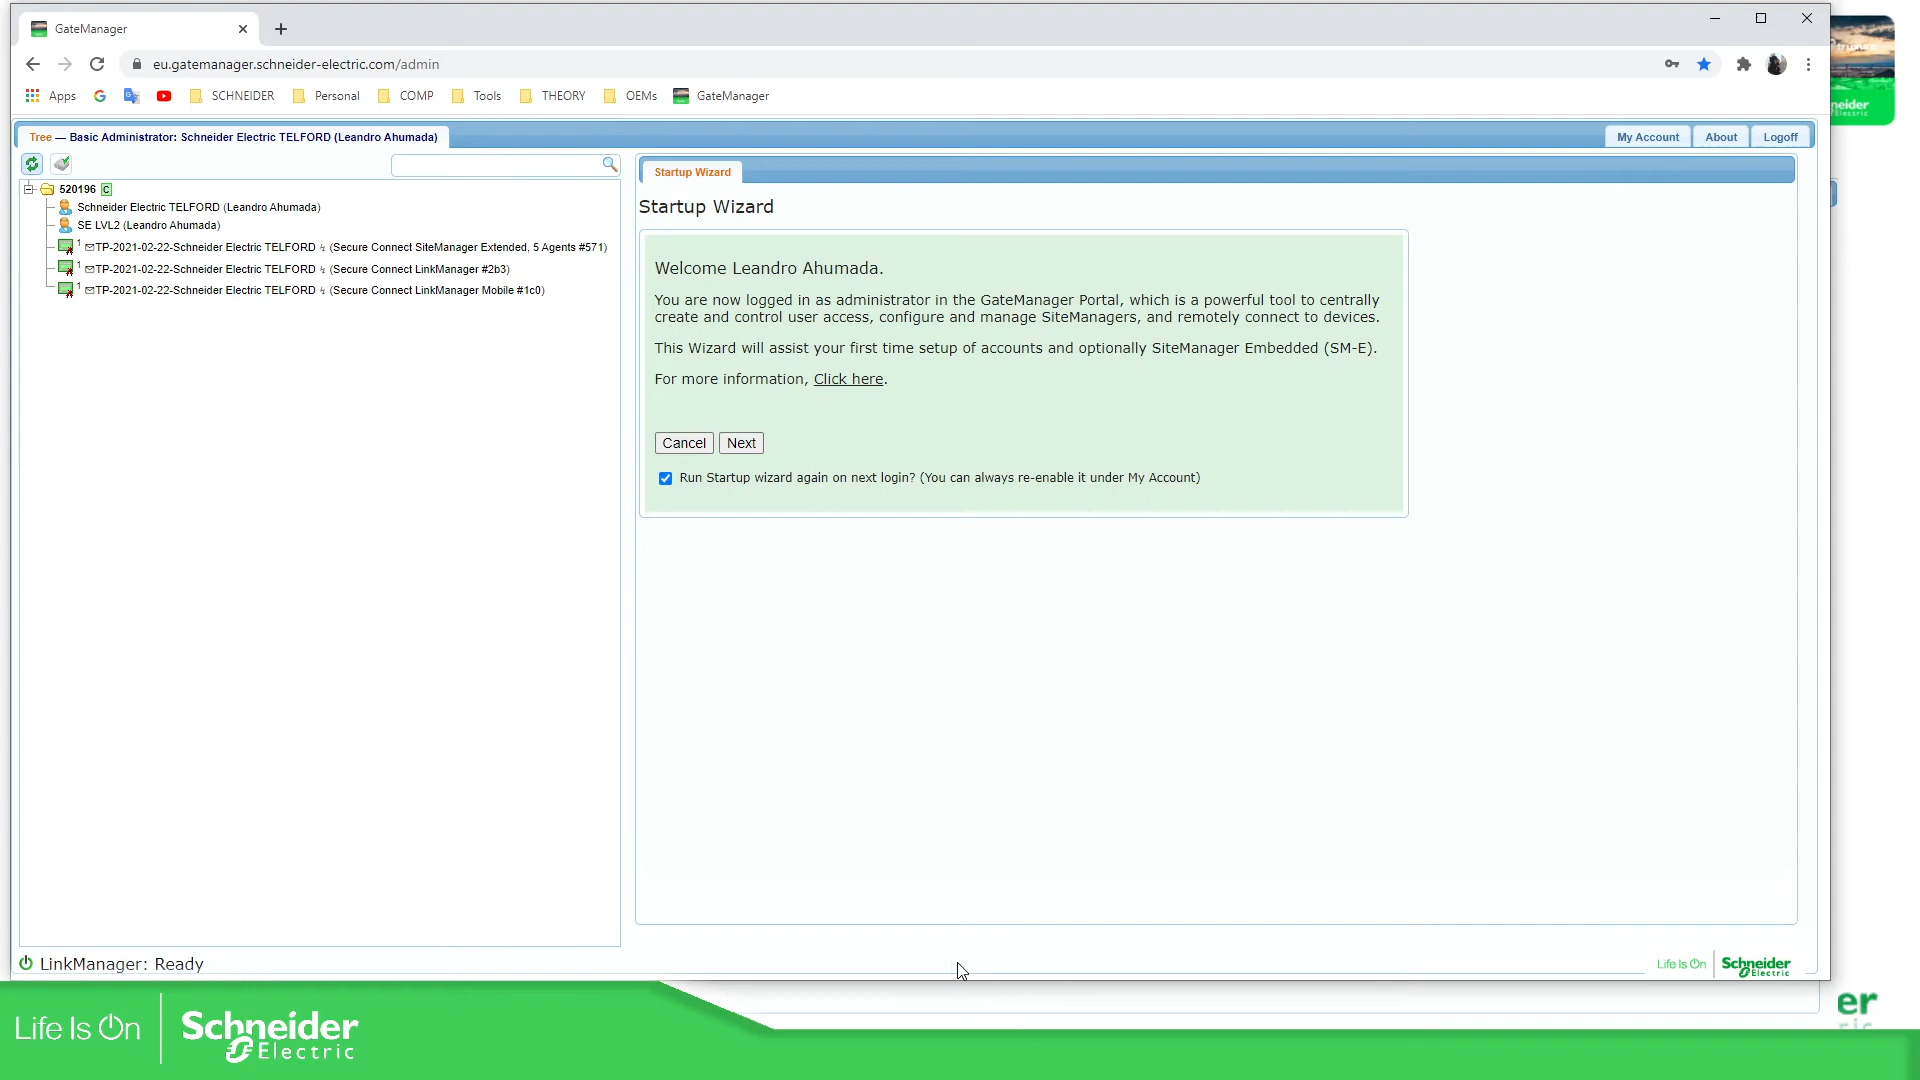 GateManager
eu.gatemanager.schneider-electric.com/admin
Apps
SCHNEIDER
Personal
COMP
Tools
THEORY
OEMs
GateManager
neider
Electric
Tree — Basic Administrator: Schneider Electric TELFORD (Leandro Ahumada)
My Account
About
Logoff
520196 C
Schneider Electric TELFORD (Leandro Ahumada)
SE LVL2 (Leandro Ahumada)
1 TP-2021-02-22-Schneider Electric TELFORD (Secure Connect SiteManager Extended, 5 Agents #571)
1 TP-2021-02-22-Schneider Electric TELFORD (Secure Connect LinkManager #2b3)
1 TP-2021-02-22-Schneider Electric TELFORD (Secure Connect LinkManager Mobile #1c0)
Startup Wizard
Startup Wizard
Welcome Leandro Ahumada.
You are now logged in as administrator in the GateManager Portal, which is a powerful tool to centrally
create and control user access, configure and manage SiteManagers, and remotely connect to devices.
This Wizard will assist your first time setup of accounts and optionally SiteManager Embedded (SM-E).
For more information, Click here.
Cancel Next
Run Startup wizard again on next login? (You can always re-enable it under My Account)
LinkManager: Ready
Life Is On
Schneider
Electric
er
Life Is On
Schneider
Electric